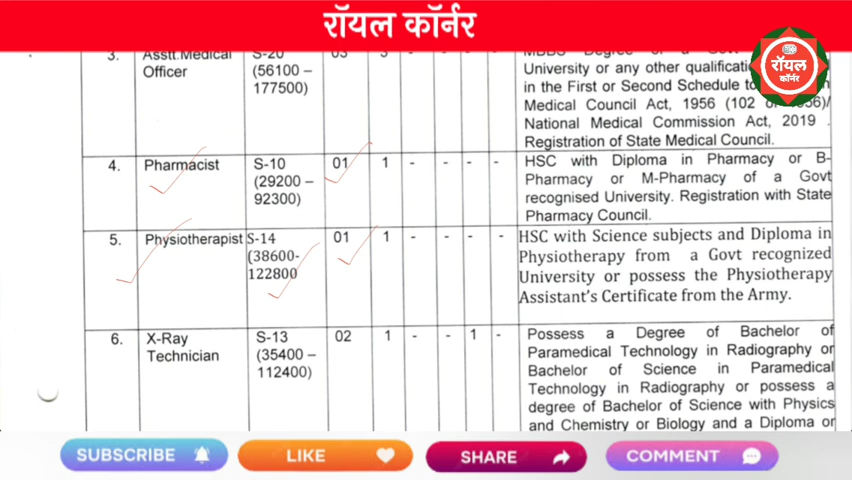 रॉयल कॉर्नर
रॉयल
कॉर्नर
3. Asstt.Medical Officer
S-20
(56100 –
177500)
03
University or any other qualification
in the First or Second Schedule to
Medical Council Act, 1956 (102 of 1956)/
National Medical Commission Act, 2019 .
Registration of State Medical Council.
4. Pharmacist
S-10
(29200 –
92300)
01 1 - - - -
HSC with Diploma in Pharmacy or B-
Pharmacy or M-Pharmacy of a Govt
recognised University. Registration with State
Pharmacy Council.
5. Physiotherapist
S-14
(38600-
122800
01 1 - - - -
HSC with Science subjects and Diploma in
Physiotherapy from a Govt recognized
University or possess the Physiotherapy
Assistant's Certificate from the Army.
6. X-Ray
Technician
S-13
(35400 –
112400)
02 1 - - 1 -
Possess a Degree of Bachelor of
Paramedical Technology in Radiography or
Bachelor of Science in Paramedical
Technology in Radiography or possess a
degree of Bachelor of Science with Physics
and Chemistry or Biology and a Diploma or
SUBSCRIBE
LIKE
SHARE
COMMENT